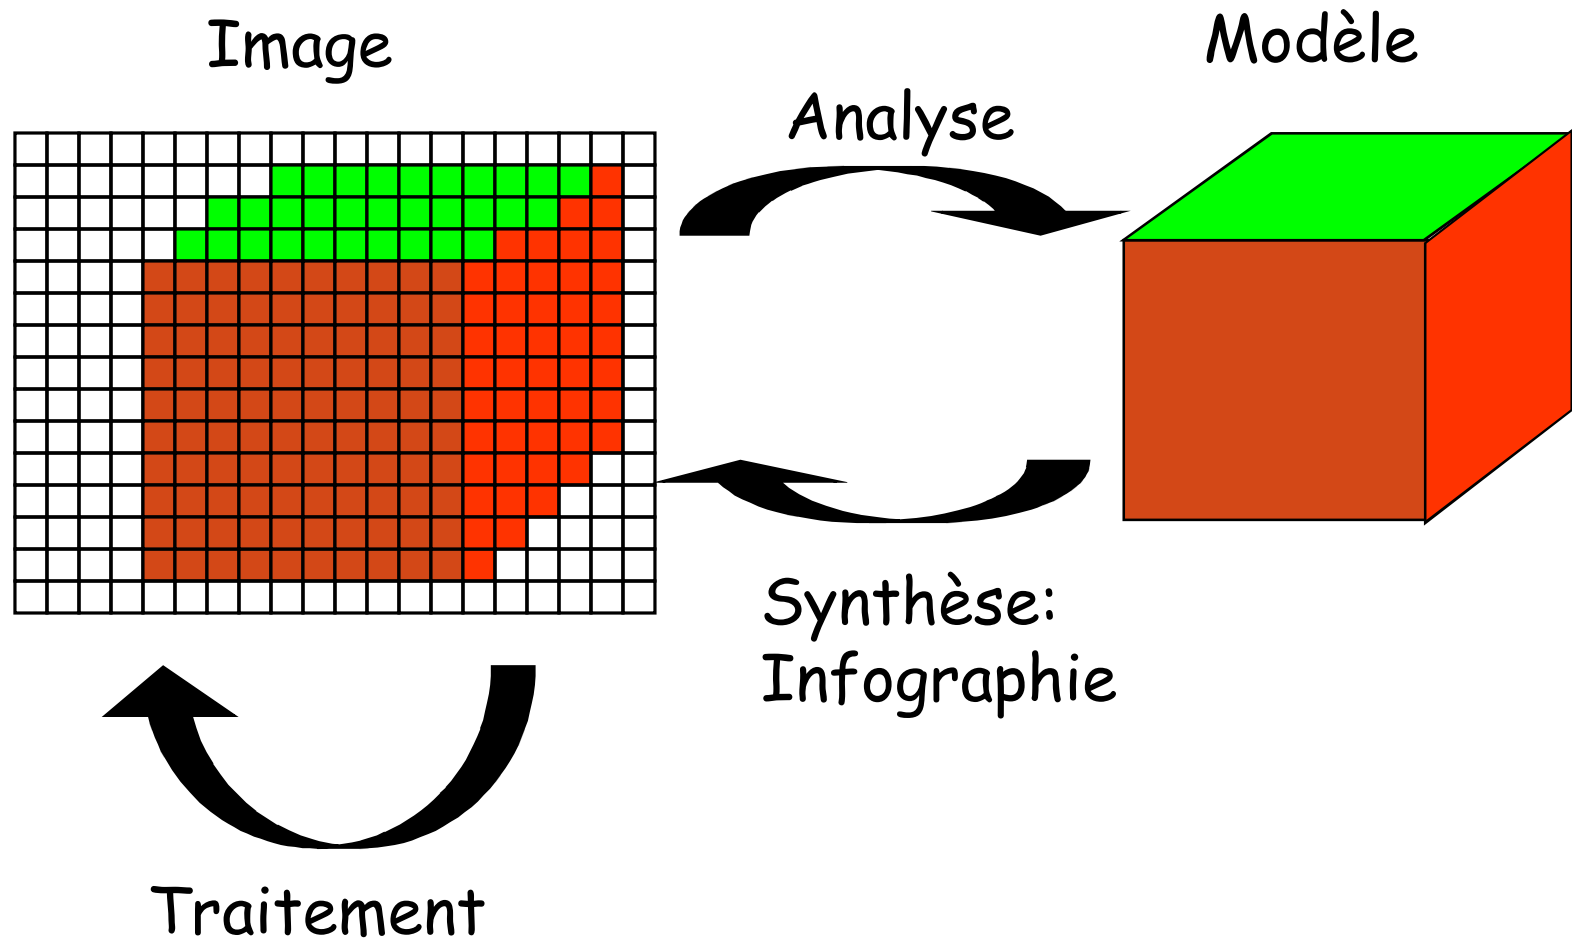 Image
Modèle
Analyse
Synthèse:
Infographie
Traitement